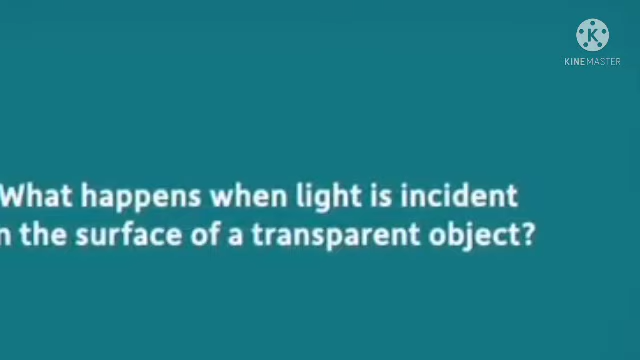 K
KINEMASTER
What happens when light is incident
n the surface of a transparent object?